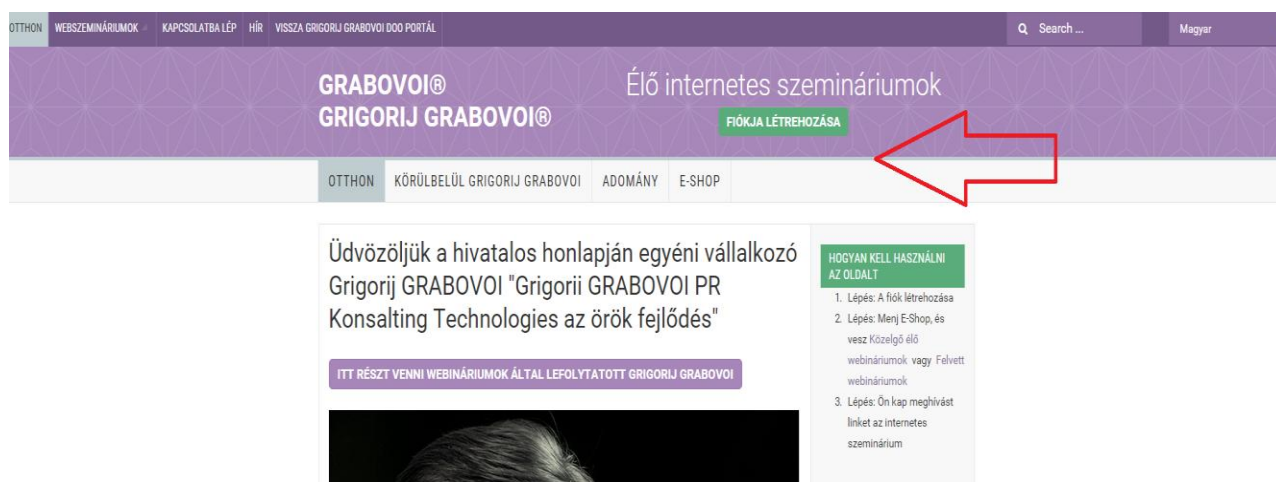 OTTHON WEBSZEMINÁRIUMOK KAPCSOLATBA LÉP HÍR VISSZA GRIGORIJ GRABOVOI DOO PORTÁL Search ... Magyar
GRABOVOI®
GRIGORIJ GRABOVOI®
Élő internetes szemináriumok
FIÓKJA LÉTREHOZÁSA
OTTHON KÖRÜLBELÜL GRIGORIJ GRABOVOI ADOMÁNY E-SHOP
Üdvözöljük a hivatalos honlapján egyéni vállalkozó
Grigorij GRABOVOI "Grigorii GRABOVOI PR
Konsalting Technologies az örök fejlődés"
ITT RÉSZT VENNI WEBINÁRIUMOK ÁLTAL LEFOLYTATOTT GRIGORIJ GRABOVOI
HOGYAN KELL HASZNÁLNI
AZ OLDALT
1. Lépés: A fiók létrehozása
2. Lépés: Menj E-Shop, és
vesz Közelgő élő
webináriumok vagy Felvett
webináriumok
3. Lépés: Ön kap meghívást
linket az internetes
szeminárium